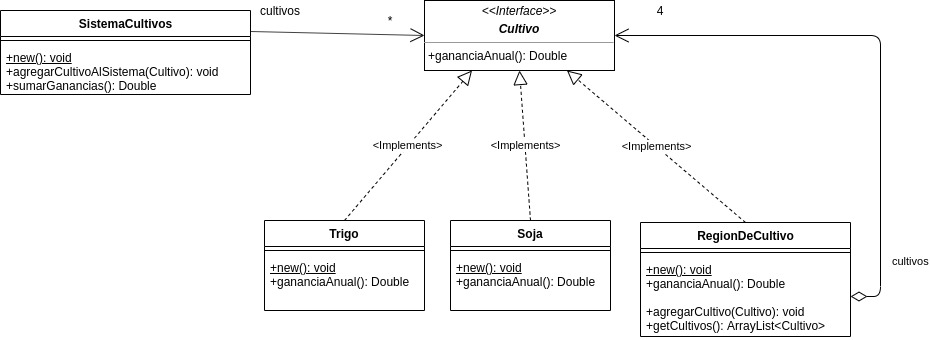 cultivos
*
<<Interface>>
Cultivo
+gananciaAnual(): Double
4
SistemaCultivos
+new(): void
+agregarCultivoAlSistema(Cultivo): void
+sumarGanancias(): Double
<Implements>
<Implements>
<Implements>
Trigo
+new(): void
+gananciaAnual(): Double
Soja
+new(): void
+gananciaAnual(): Double
RegionDeCultivo
+new(): void
+gananciaAnual(): Double
+agregarCultivo(Cultivo): void
+getCultivos(): ArrayList<Cultivo>
cultivos